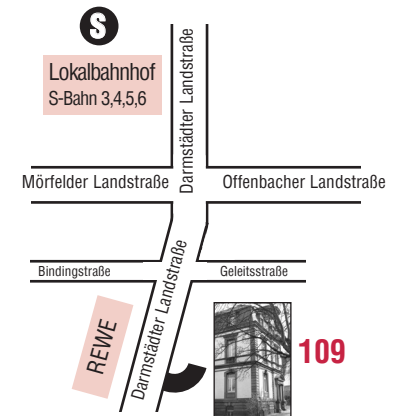 S
Lokalbahnhof
S-Bahn 3,4,5,6
Darmstädter Landstraße
Mörfelder Landstraße
Offenbacher Landstraße
Bindingstraße
Geleitsstraße
Darmstädter Landstraße
REWE
109